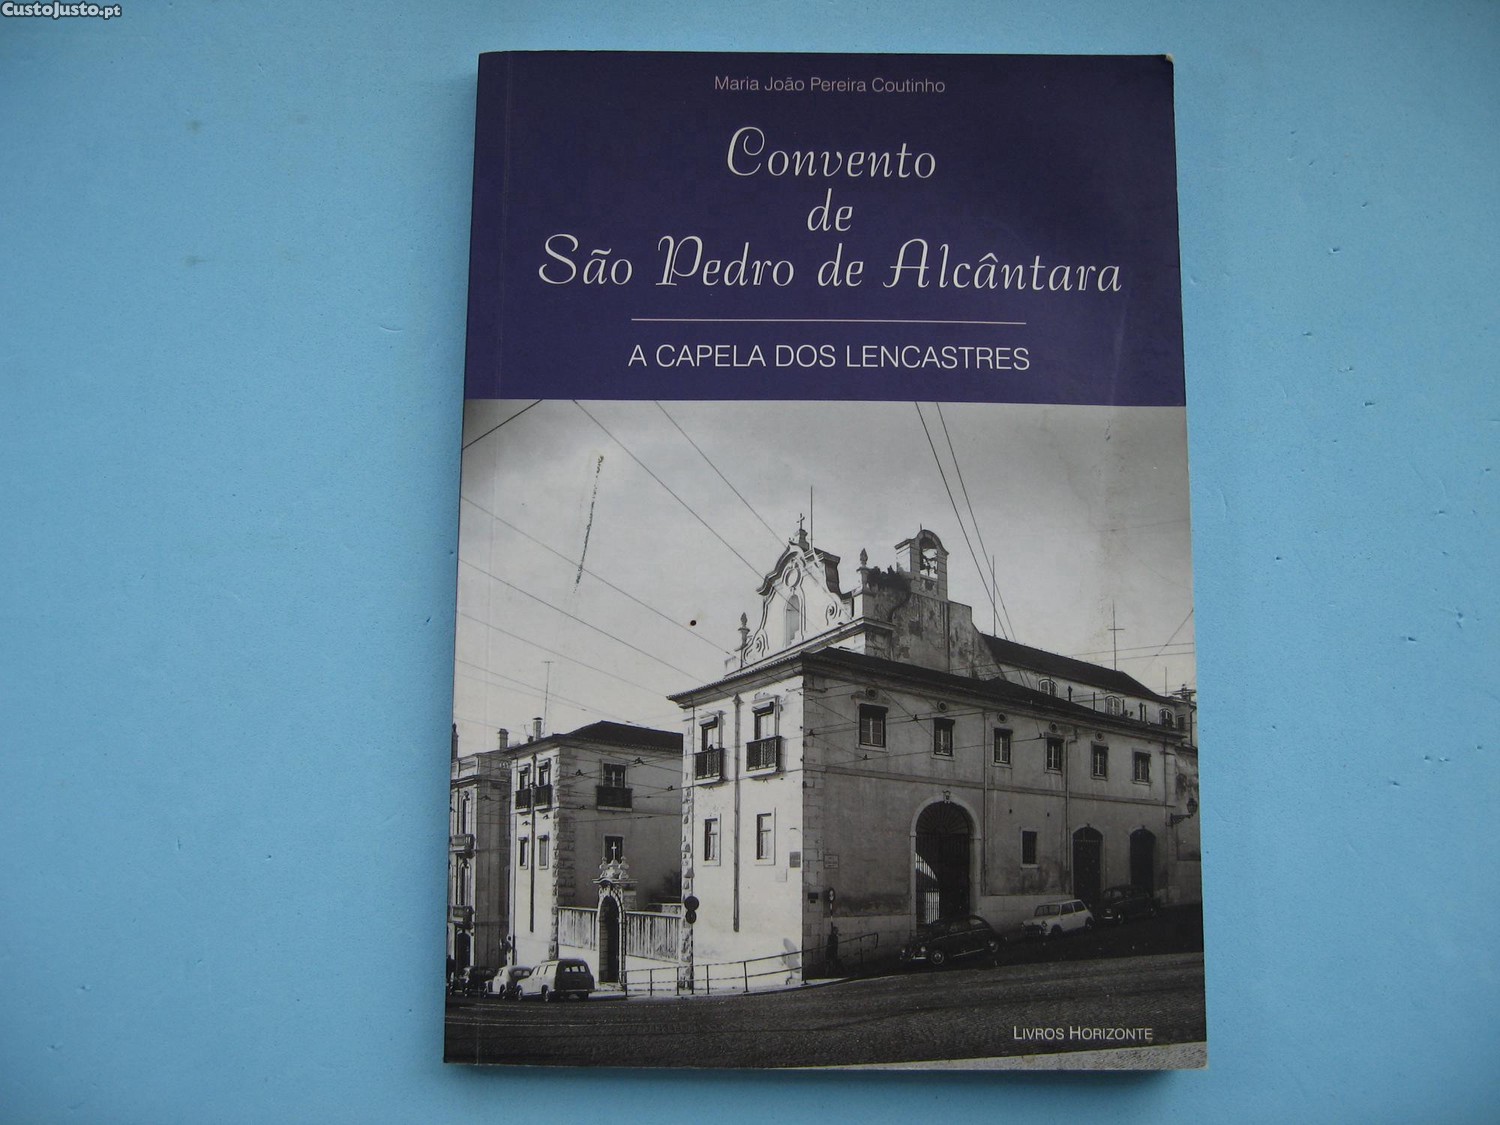 CustoJusto.pt
Maria João Pereira Coutinho
Convento
de
São Pedro de Alcântara
A CAPELA DOS LENCASTRES
LIVROS HORIZONTE